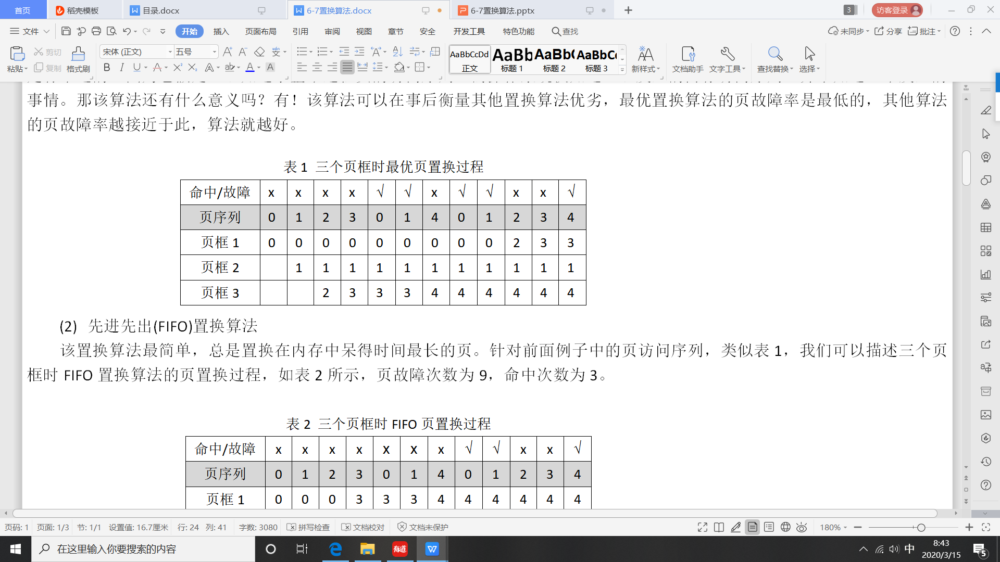 首页 稻壳模板 目录.docx 6-7置换算法.docx 6-7置换算法.pptx 3 访客登录
文件 开始 插入 页面布局 引用 审阅 视图 章节 安全 开发工具 特色功能 查找 未同步 分享 批注
粘贴 剪切 复制 格式刷 宋体 (正文) 五号 AaBbCcDd 正文 AaBb 标题 1 AaBb( 标题 2 AaBbC 标题 3 新样式 文档助手 文字工具 查找替换 选择
事情。那该算法还有什么意义吗？有！该算法可以在事后衡量其他置换算法优劣，最优置换算法的页故障率是最低的，其他算法
的页故障率越接近于此，算法就越好。
表 1 三个页框时最优页置换过程
命中/故障 x x x x √ √ x √ √ x x √
页序列 0 1 2 3 0 1 4 0 1 2 3 4
页框 1 0 0 0 0 0 0 0 0 0 2 3 3
页框 2 1 1 1 1 1 1 1 1 1 1 1
页框 3 2 3 3 3 4 4 4 4 4 4
(2) 先进先出(FIFO)置换算法
该置换算法最简单，总是置换在内存中呆得时间最长的页。针对前面例子中的页访问序列，类似表 1，我们可以描述三个页
框时 FIFO 置换算法的页置换过程，如表 2 所示，页故障次数为 9，命中次数为 3。
表 2 三个页框时 FIFO 页置换过程
命中/故障 x x x x x x x √ √ x x √
页序列 0 1 2 3 0 1 4 0 1 2 3 4
页框 1 0 0 0 3 3 3 4 4 4 4 4 4
页码: 1 页面: 1/3 节: 1/1 设置值: 16.7厘米 行: 24 列: 41 字数: 3080 拼写检查 文档校对 文档未保护 180%
在这里输入你要搜索的内容 有道 中 8:43
2020/3/15 5